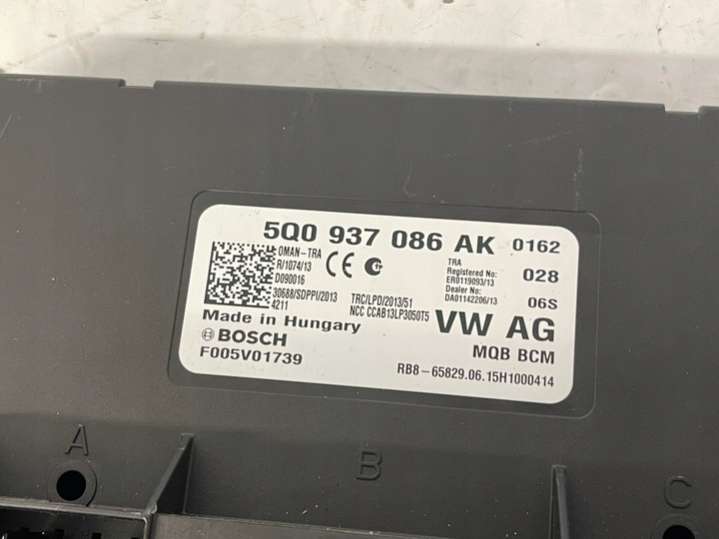 5Q0 937 086 AK 0162
OMAN-TRA
R/1074/13
D090016
CE
TRA
Registered No:
ER0119093/13
Dealer No:
DA01142206/13
028
06S
30688/SDPPI/2013
4211
TRC/LPD/2013/51
NCC CCAB13LP3050T5
VW AG
Made in Hungary
BOSCH
F005V01739
MQB BCM
RB8-65829.06.15H1000414
A
B
C